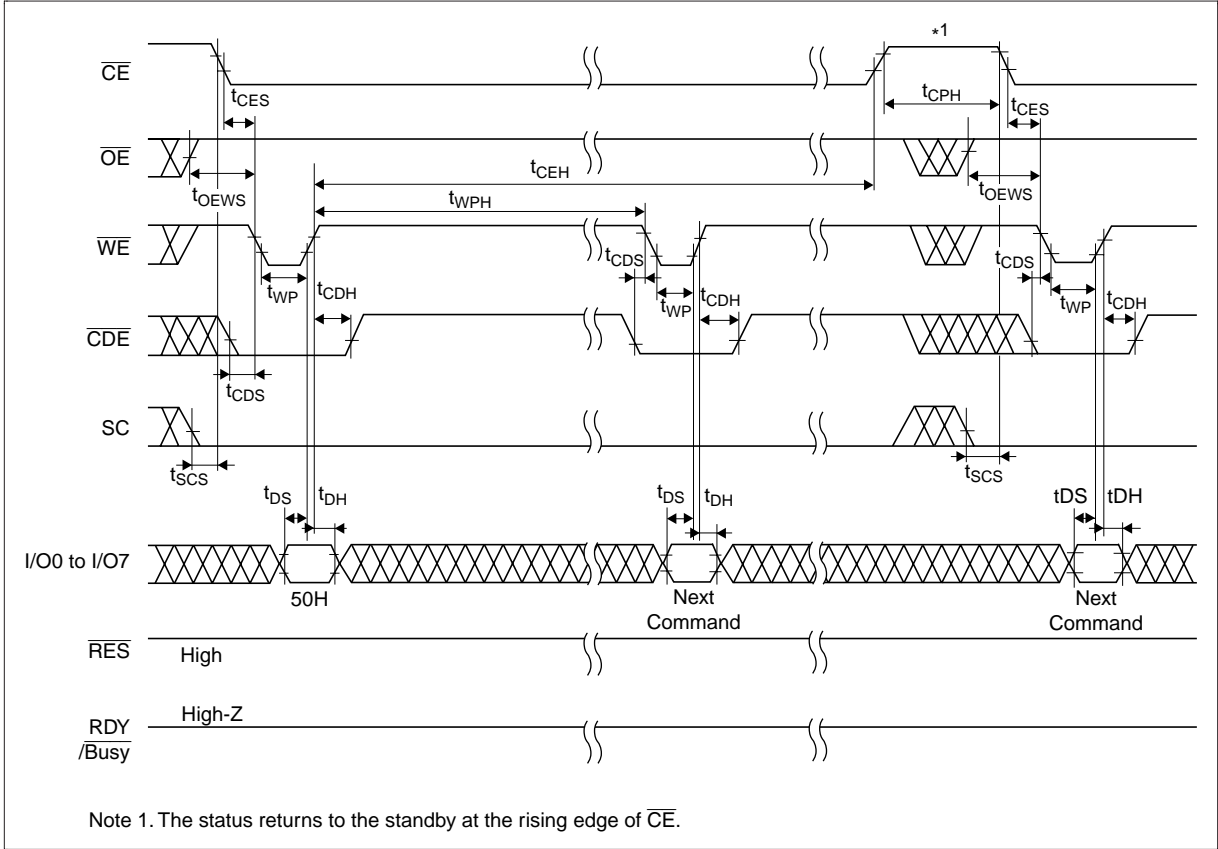 *1
CE
tCPH
tCES
tCES
OE
tCEH
tOEWS
tOEWS
tWPH
WE
tCDS
tCDS
tWP
tCDH
tWP
tCDH
tWP
tCDH
CDE
tCDS
SC
tSCS
tSCS
tDS
tDH
tDS
tDH
tDS
tDH
I/O0 to I/O7
50H
Next
Command
Next
Command
RES
High
High-Z
RDY
/Busy
Note 1. The status returns to the standby at the rising edge of CE.